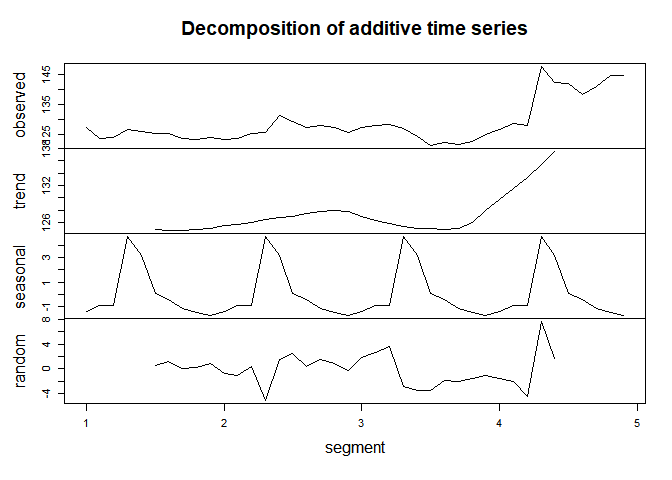 Decomposition of additive time series
observed
145
135
125
trend
138
132
126
seasonal
3
1
-1
random
8
4
0
-4
1 2 3 4 5
segment